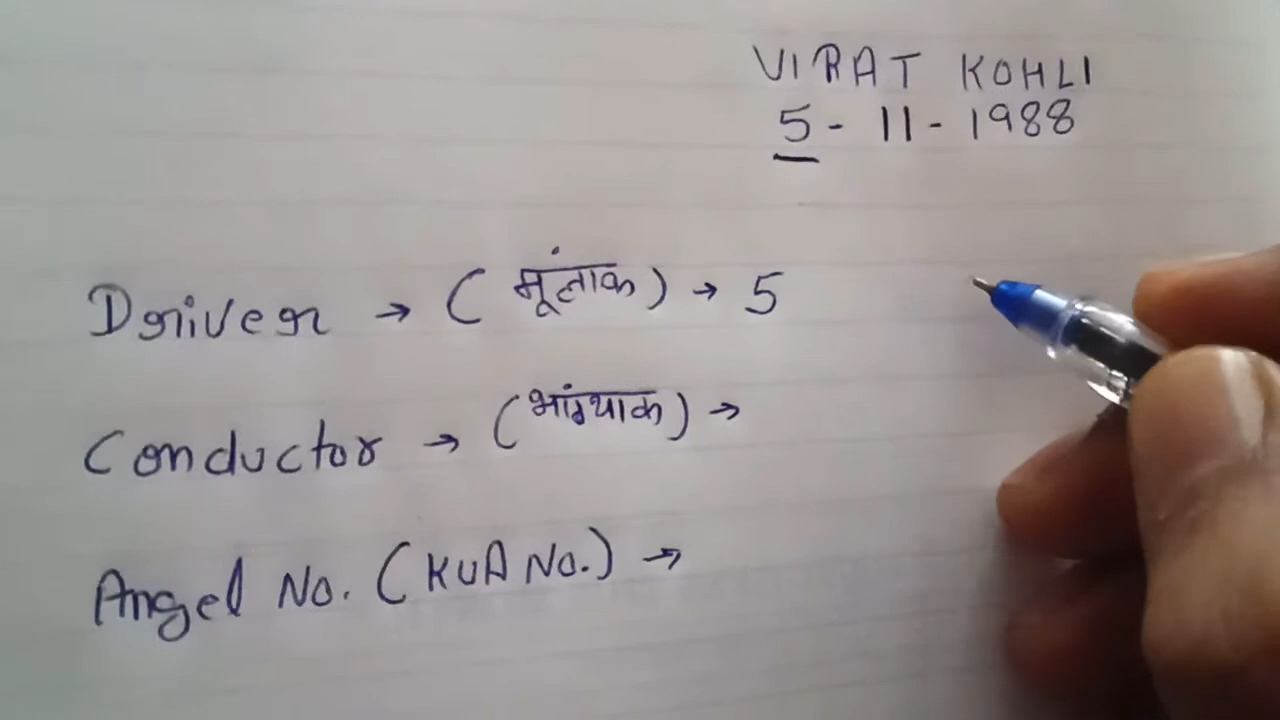 VIRAT KOHLI
5 - 11 - 1988
Driver → (मूंलाक) → 5
Conductor → (भांग्याक) →
Angel No. (KUA No.) →